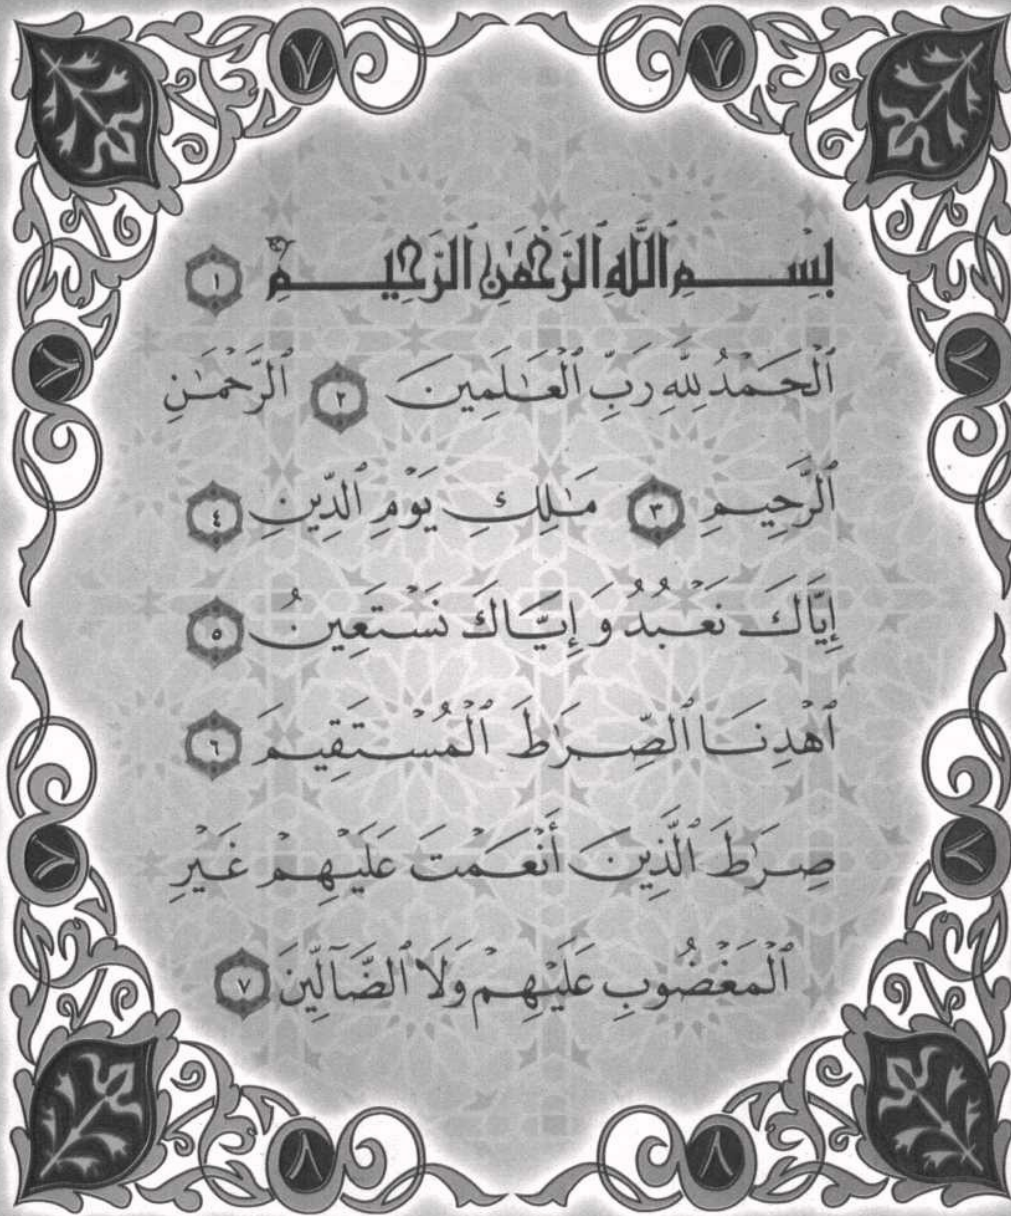 بِسْمِ ٱللَّهِ ٱلرَّحْمَٰنِ ٱلرَّحِيمِ ١
ٱلْحَمْدُ لِلَّهِ رَبِّ ٱلْعَٰلَمِينَ ٢ ٱلرَّحْمَٰنِ
ٱلرَّحِيمِ ٣ مَٰلِكِ يَوْمِ ٱلدِّينِ ٤
إِيَّاكَ نَعْبُدُ وَإِيَّاكَ نَسْتَعِينُ ٥
ٱهْدِنَا ٱلصِّرَٰطَ ٱلْمُسْتَقِيمَ ٦
صِرَٰطَ ٱلَّذِينَ أَنْعَمْتَ عَلَيْهِمْ غَيْرِ
ٱلْمَغْضُوبِ عَلَيْهِمْ وَلَا ٱلضَّآلِّينَ ٧